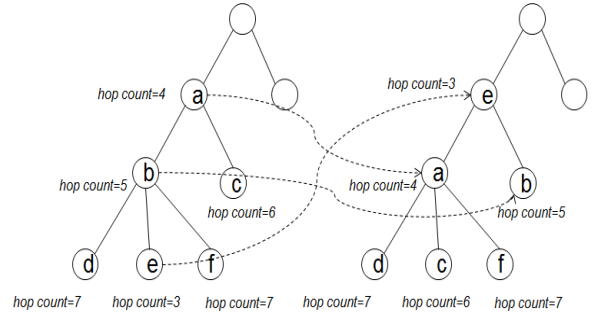 hop count=3
hop count=4
a
e
b
hop count=4
a
hop count=5
c
b
hop count=6
hop count=5
d
e
f
d
c
f
hop count=7
hop count=3
hop count=7
hop count=7
hop count=6
hop count=7